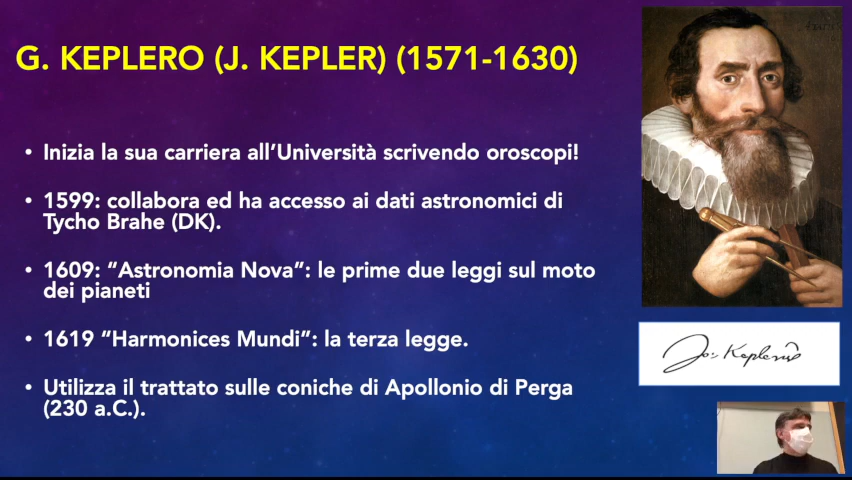 G. KEPLERO (J. KEPLER) (1571-1630)
• Inizia la sua carriera all’Università scrivendo oroscopi!
• 1599: collabora ed ha accesso ai dati astronomici di
Tycho Brahe (DK).
• 1609: “Astronomia Nova”: le prime due leggi sul moto
dei pianeti
• 1619 “Harmonices Mundi”: la terza legge.
• Utilizza il trattato sulle coniche di Apollonio di Perga
(230 a.C.).
Jo: Keplerus